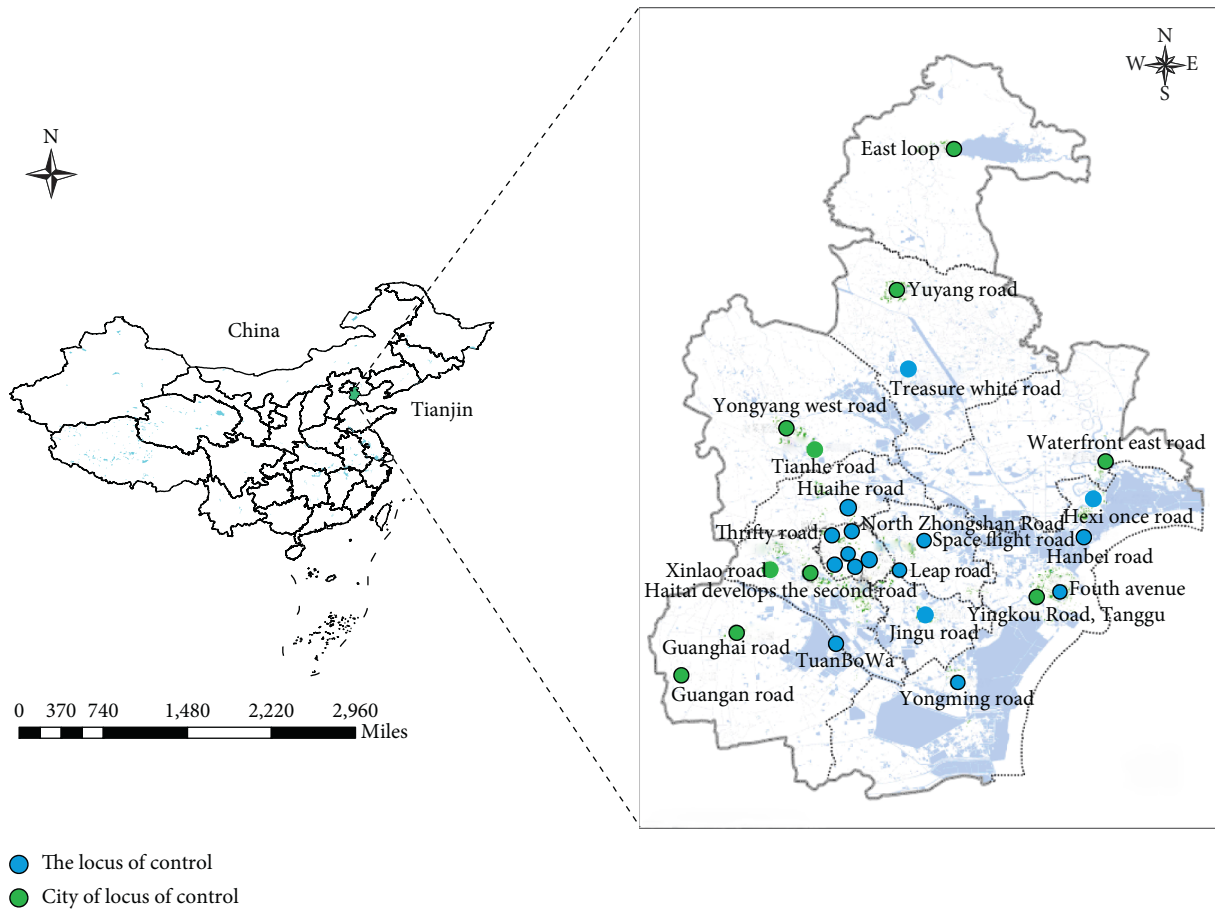 N
W E
S
East loop
N
Yuyang road
China
Treasure white road
Tianjin
Yongyang west road
Waterfront east road
Tianhe road
Huaihe road
Hexi once road
North Zhongshan Road
Thrifty road
Space flight road
Hanbei road
Xinlao road
Leap road
Haitai develops the second road
Fouth avenue
Yingkou Road, Tanggu
Jingu road
Guanghai road
TuanBoWa
Guangan road
Yongming road
0 370 740 1,480 2,220 2,960
Miles
The locus of control
City of locus of control